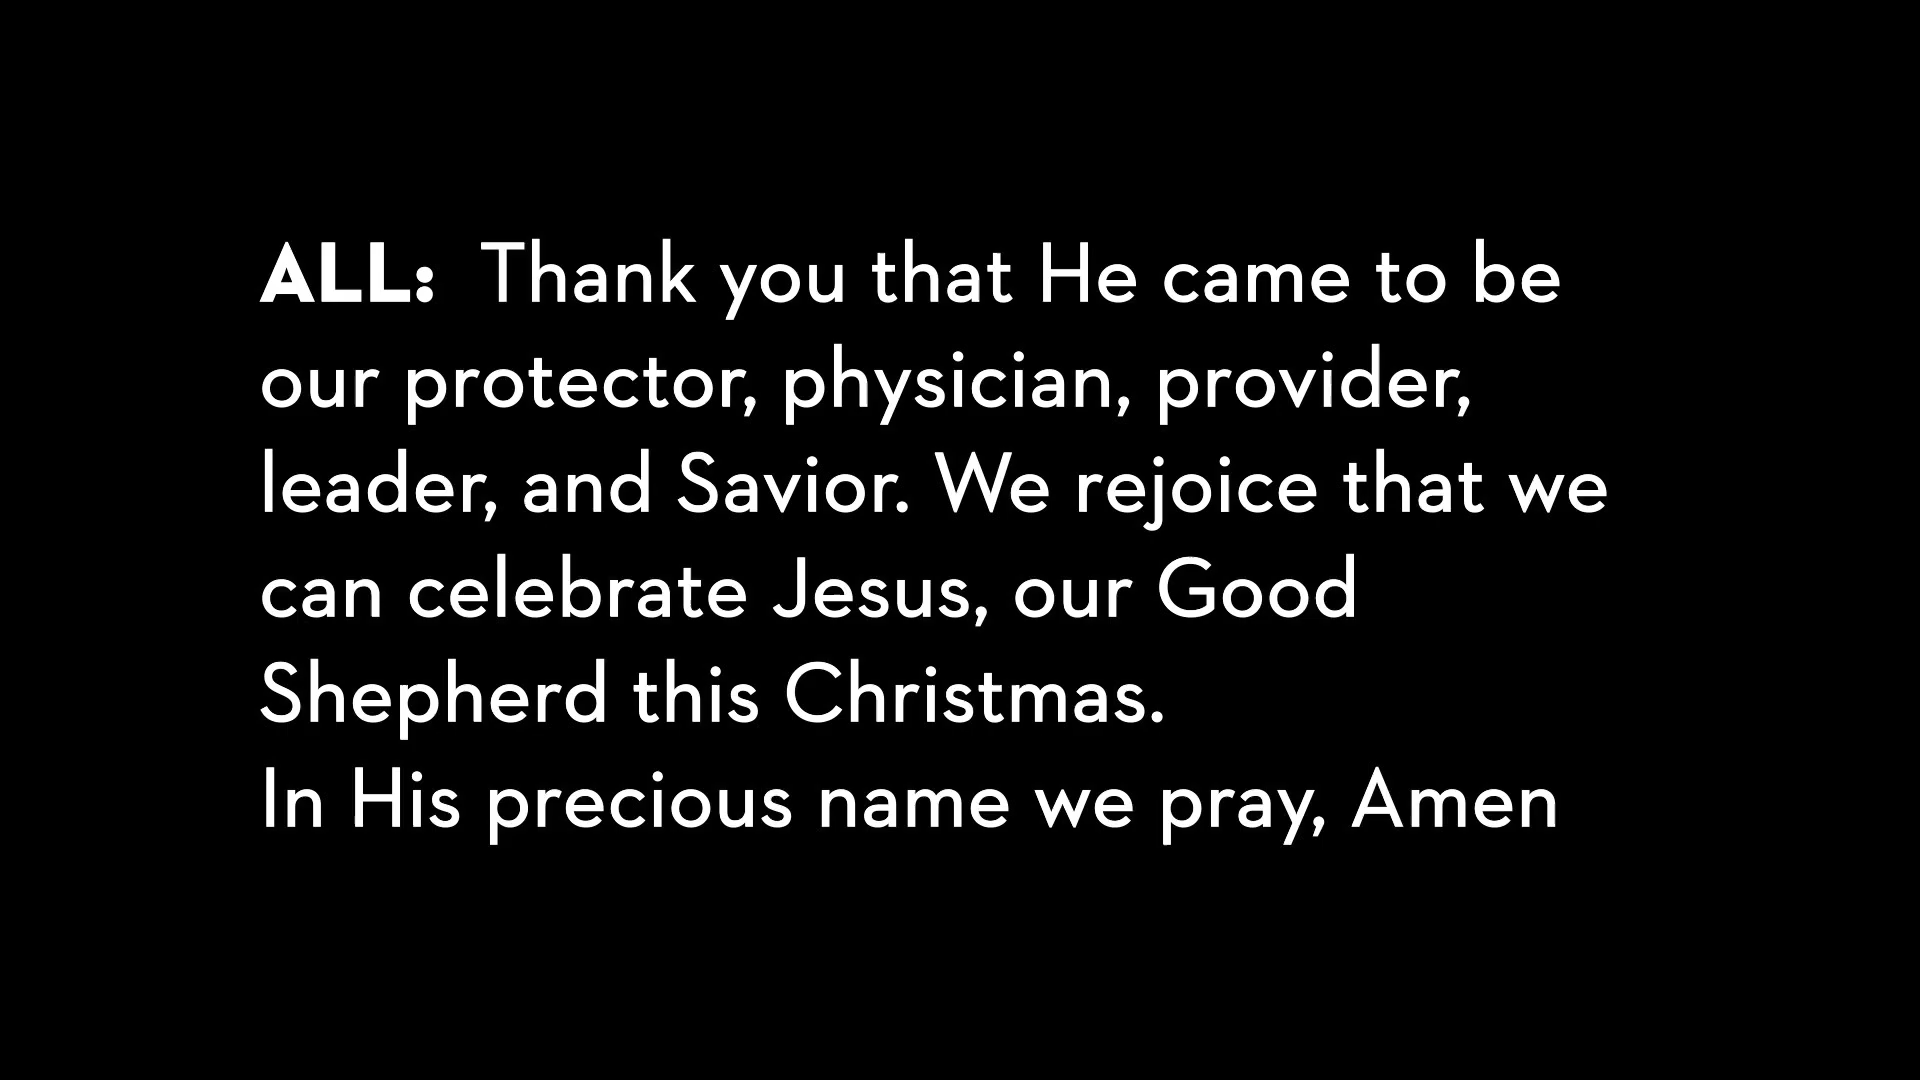 ALL: Thank you that He came to be
our protector, physician, provider,
leader, and Savior. We rejoice that we
can celebrate Jesus, our Good
Shepherd this Christmas.
In His precious name we pray, Amen